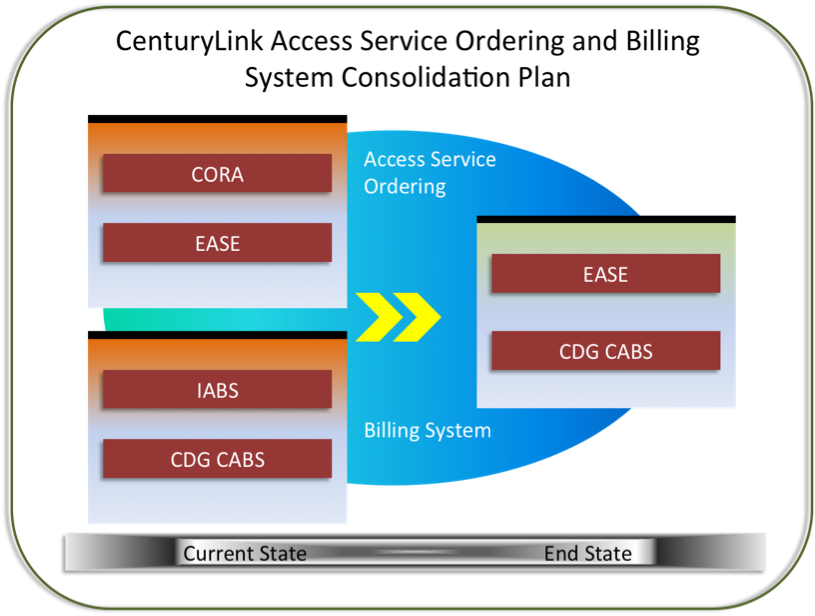 CenturyLink Access Service Ordering and Billing
System Consolidation Plan
CORA
EASE
Access Service
Ordering
IABS
CDG CABS
Billing System
EASE
CDG CABS
Current State
End State